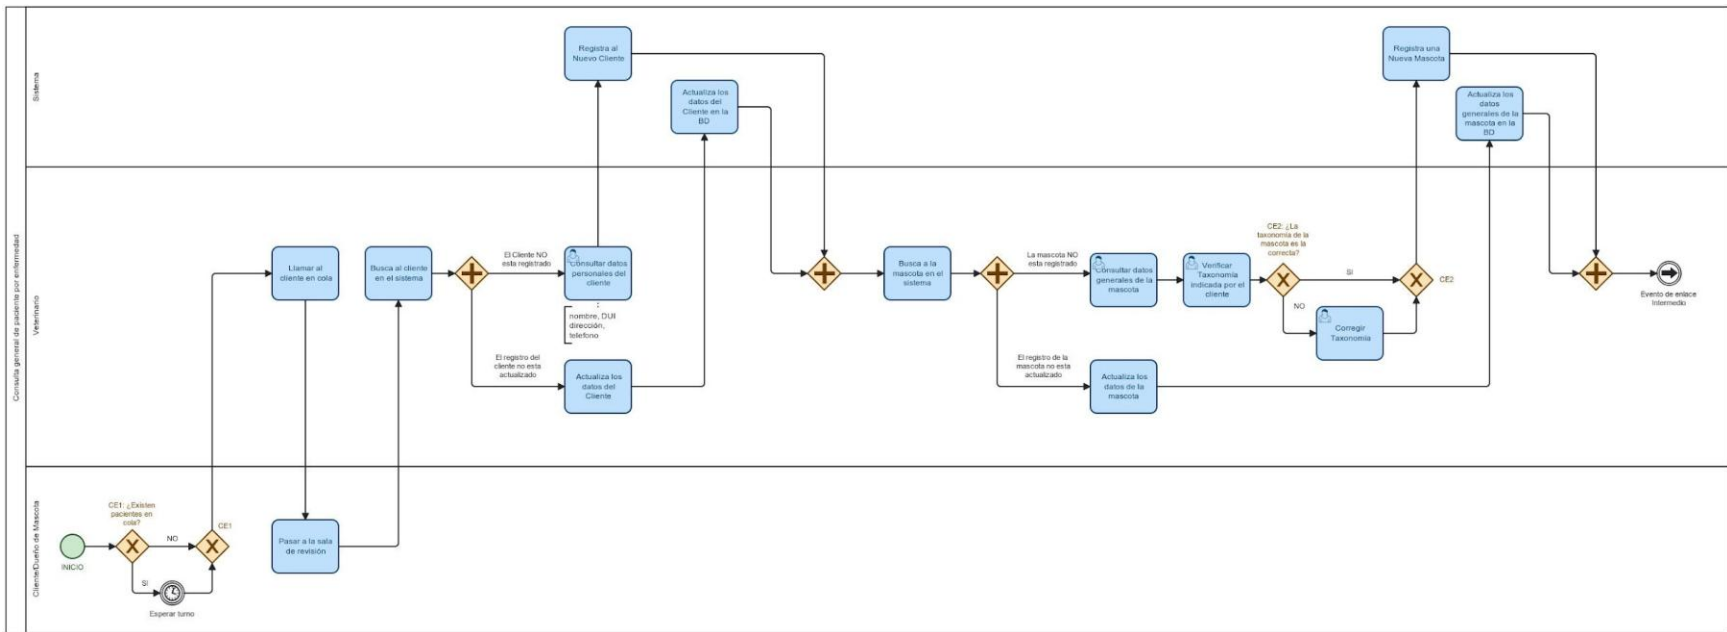 Consulta general de paciente por enfermedad
Sistema
Registra al
Nuevo Cliente
Actualiza los
datos del
Cliente en la
BD
Registra una
Nueva Mascota
Actualiza los
datos
generales de la
mascota en la
BD
Veterinario
Llamar al
cliente en cola
Busca al cliente
en el sistema
El Cliente NO
esta registrado
Consultar datos
personales del
cliente
nombre, DUI
dirección,
telefono
El registro del
cliente no esta
actualizado
Actualiza los
datos del
Cliente
Busca a la
mascota en el
sistema
La mascota NO
esta registrado
Consultar datos
generales de la
mascota
Verificar
Taxonomía
indicada por el
cliente
CE2: ¿La
taxonomía de la
mascota es la
correcta?
SI
NO
Corregir
Taxonomía
CE2
El registro de la
mascota no esta
actualizado
Actualiza los
datos de la
mascota
Evento de enlace
Intermedio
Cliente/Dueño de Mascota
INICIO
CE1: ¿Existen
pacientes en
cola?
NO
SI
Esperar turno
CE1
Pasar a la sala
de revisión